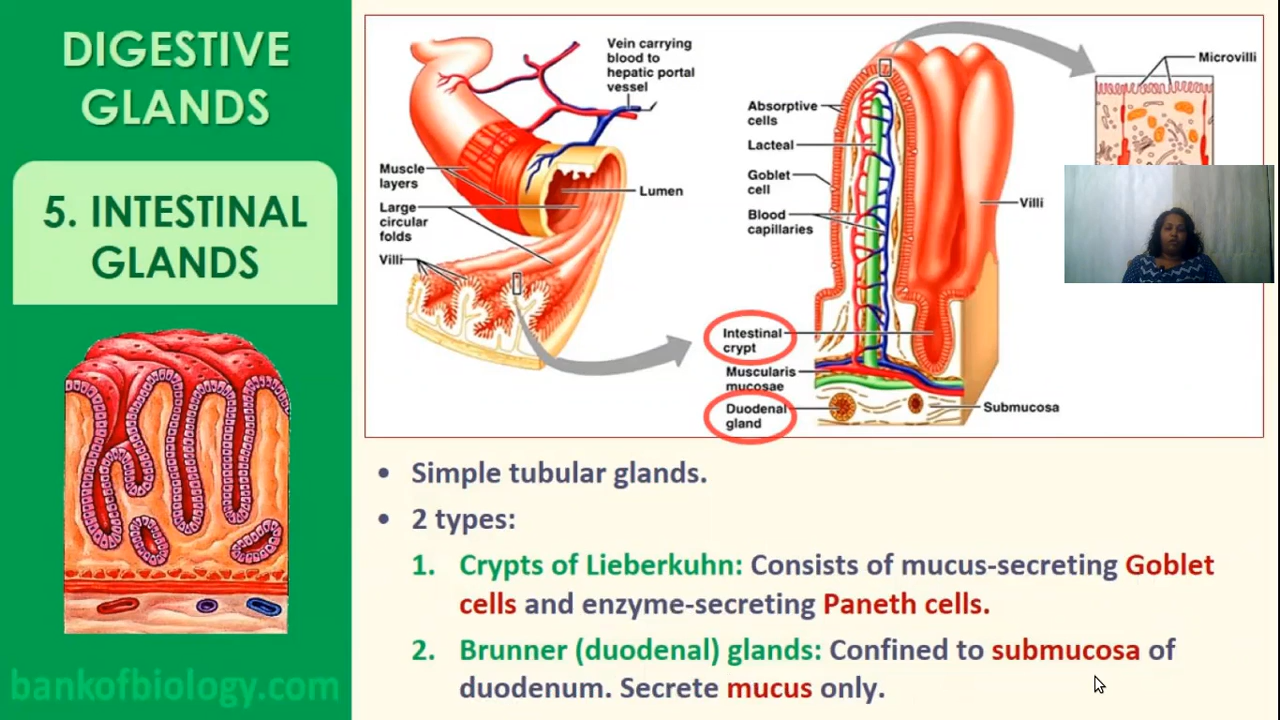 DIGESTIVE
GLANDS
5. INTESTINAL
GLANDS
bankofbiology.com
Vein carrying
blood to
hepatic portal
vessel
Muscle
layers
Large
circular
folds
Villi
Lumen
Absorptive
cells
Lacteal
Goblet
cell
Blood
capillaries
Intestinal
crypt
Muscularis
mucosae
Duodenal
gland
Microvilli
Villi
Submucosa
• Simple tubular glands.
• 2 types:
1. Crypts of Lieberkuhn: Consists of mucus-secreting Goblet
cells and enzyme-secreting Paneth cells.
2. Brunner (duodenal) glands: Confined to submucosa of
duodenum. Secrete mucus only.